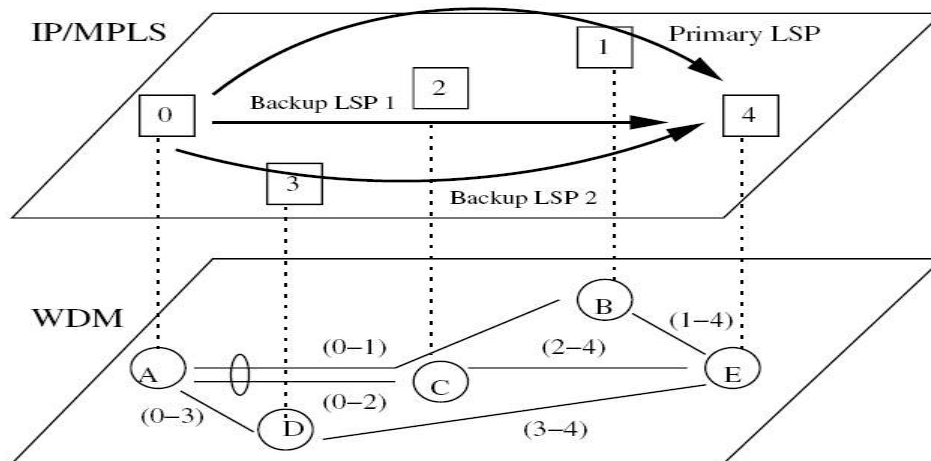 IP/MPLS
Primary LSP
1
2
0
Backup LSP 1
4
3
Backup LSP 2
WDM
B
(1−4)
(0−1)
(2−4)
A
C
E
(0−2)
(0−3)
D
(3−4)